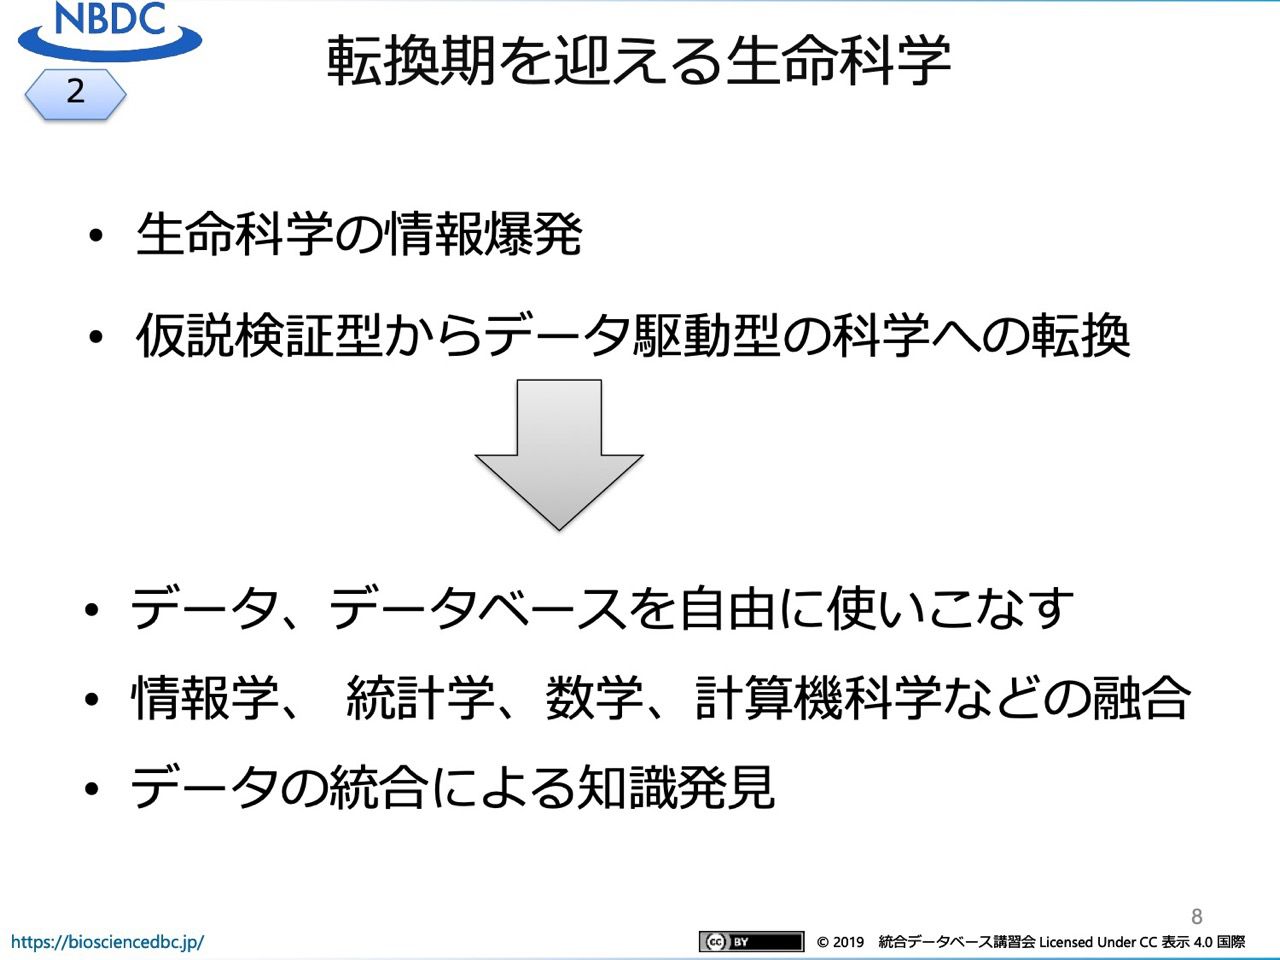 NBDC
転換期を迎える生命科学
2
• 生命科学の情報爆発
• 仮説検証型からデータ駆動型の科学への転換
• データ、データベースを自由に使いこなす
• 情報学、 統計学、数学、計算機科学などの融合
• データの統合による知識発見
8
https://biosciencedbc.jp/
cc BY © 2019 統合データベース講習会 Licensed Under CC 表示 4.0 国際